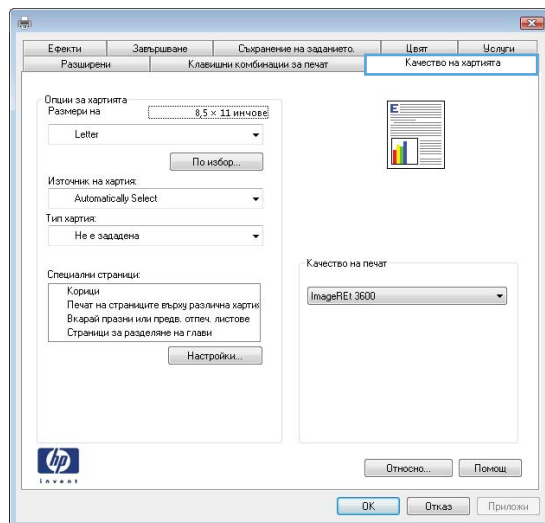 Ефекти
Завършване
Съхранение на заданието.
Цвят
Услуги
Разширени
Клавишни комбинации за печат
Качество на хартията
Опции за хартията
Размери на
8,5 × 11 инчове
Letter
По избор...
Източник на хартия:
Automatically Select
Тип хартия:
Не е зададена
Специални страници:
Корици
Печат на страниците върху различна хартия
Вкарай празни или предв. отпеч. листове
Страници за разделяне на глави
Настройки...
E
Качество на печат
ImageREt 3600
hp
invent
Относно...
Помощ
OK
Отказ
Приложи